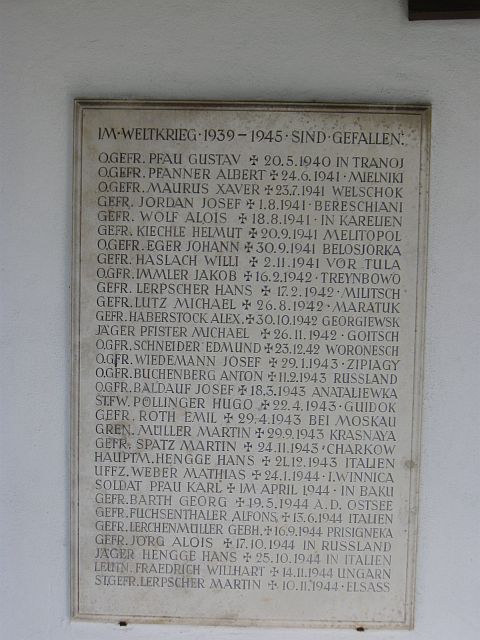 IM·WELTKRIEG·1939–1945·SIND·GEFALLEN:
O.GEFR. PFAU GUSTAV ✠ 20.5.1940 IN TRANOJ
O.GEFR. PFANNER ALBERT ✠ 24.6.1941·MIELNIKI
O.GEFR. MAURUS XAVER ✠ 23.7.1941 WELSCHOK
GEFR. JORDAN JOSEF ✠ 1.8.1941·BERESCHIANI
GEFR. WOLF ALOIS ✠ 18.8.1941·IN KARELIEN
GEFR. KIECHLE HELMUT ✠ 20.9.1941 MELITOPOL
O.GEFR. EGER JOHANN ✠ 30.9.1941 BELOSJORKA
GEFR. HASLACH WILLI ✠ 2.11.1941 VOR TULA
O.GFR. IMMLER JAKOB ✠ 16.2.1942·TREYNBOWO
GEFR. LERPSCHER HANS ✠ 17.2.1942·MILITSCH
GEFR. LUTZ MICHAEL ✠ 26.8.1942·MARATUK
GEFR. HABERSTOCK ALEX. ✠ 30.10.1942 GEORGIEWSK
JÄGER PFISTER MICHAEL ✠ 26.11.1942·GOITSCH
O.GFR. SCHNEIDER EDMUND ✠ 23.12.42 WORONESCH
O.GFR. WIEDEMANN JOSEF ✠ 29.1.1943·ZIPIAGY
O.GFR. BUCHENBERG ANTON ✠ 11.2.1943 RUSSLAND
O.GFR. BALDAUF JOSEF ✠ 18.3.1943 ANATALIEWKA
ST.FW. POLLINGER HUGO ✠ 22.4.1943·GUIDOK
GEFR. ROTH EMIL ✠ 29.4.1943 BEI MOSKAU
GREN. MÜLLER MARTIN ✠ 29.9.1943 KRASNAYA
GEFR. SPATZ MARTIN ✠ 24.11.1943·CHARKOW
HAUPTM. HENGGE HANS ✠ 21.12.1943 ITALIEN
UFFZ. WEBER MATHIAS ✠ 24.1.1944·I.WINNICA
SOLDAT PFAU KARL ✠ IM APRIL 1944·IN BAKU
GEFR. BARTH GEORG ✠ 19.5.1944 A.D. OSTSEE
GEFR. FUCHSENTHALER ALFONS, ✠ 13.6.1944 ITALIEN
GEFR. LERCHENMÜLLER GEBH. ✠ 16.9.1944 PRISIGNEKA
GEFR. JÖRG ALOIS ✠ 17.10.1944 IN RUSSLAND
JÄGER HENGGE HANS ✠ 25.10.1944 IN ITALIEN
LEUTN. FRAEDRICH WILLHART ✠ 14.11.1944 UNGARN
ST.GEFR. LERPSCHER MARTIN ✠ 10.11.1944·ELSASS